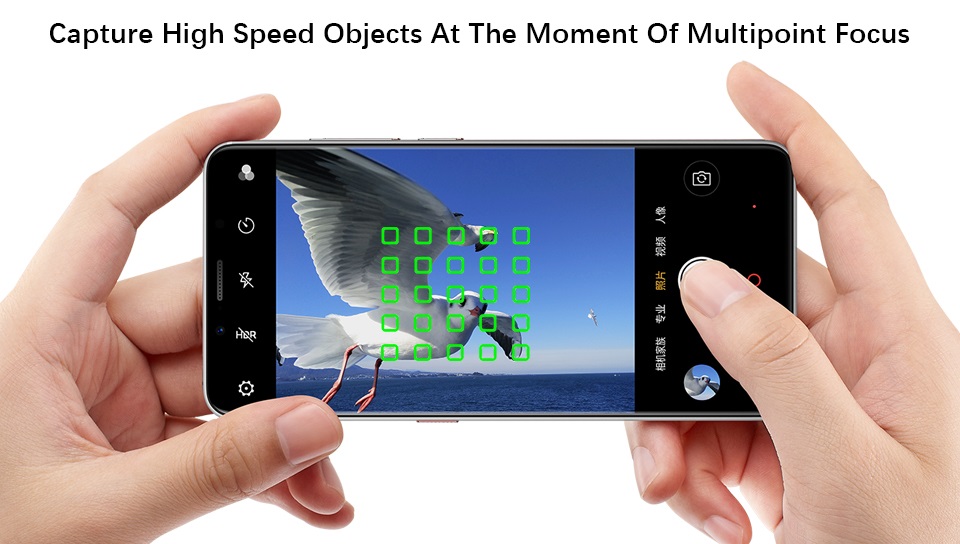 Capture High Speed Objects At The Moment Of Multipoint Focus
HDR
人像
视频
照片
专业
相机家族